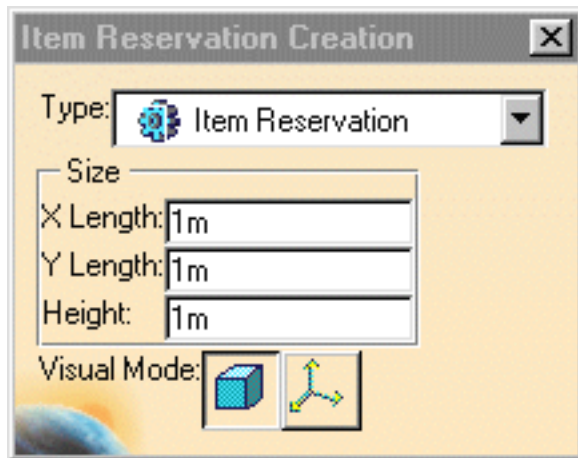 Item Reservation Creation
Type: Item Reservation
Size
X Length: 1m
Y Length: 1m
Height: 1m
Visual Mode: